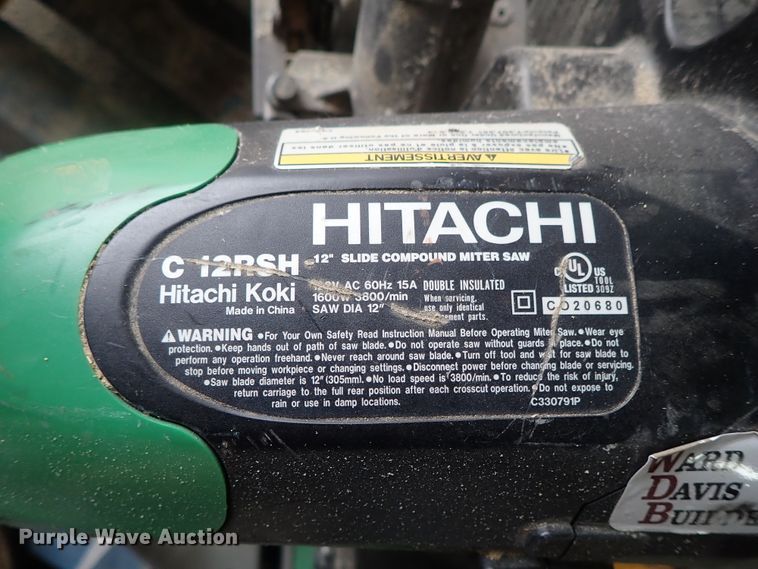 AVERTISSEMENT
HITACHI
C 12RSH
12" SLIDE COMPOUND MITER SAW
Hitachi Koki
Made in China
120V AC 60Hz 15A
1600W 3800/min
SAW DIA 12"
DOUBLE INSULATED
When servicing,
use only identical
replacement parts.
C UL US
LISTED
TOOL
309Z
C020680
WARNING ●For Your Own Safety Read Instruction Manual Before Operating Miter Saw. ●Wear eye
protection. ●Keep hands out of path of saw blade. ●Do not operate saw without guards in place. ●Do not
perform any operation freehand. ●Never reach around saw blade. ●Turn off tool and wait for saw blade to
stop before moving workpiece or changing settings. ●Disconnect power before changing blade or servicing.
●Saw blade diameter is 12"(305mm). ●No load speed is 3800/min. ●To reduce the risk of injury,
return carriage to the full rear position after each crosscut operation. ●Do not expose to
rain or use in damp locations.
C330791P
WARD
DAVIS
Purple Wave Auction